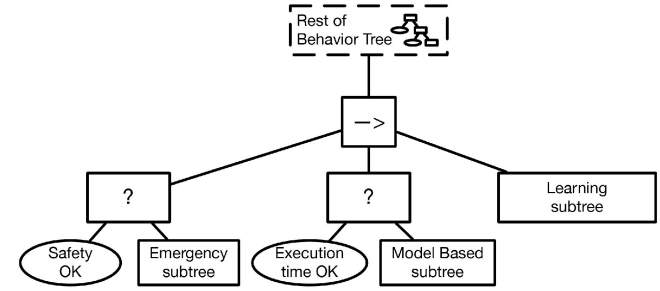 Rest of
Behavior Tree
—>
?
?
Learning
subtree
Safety
OK
Emergency
subtree
Execution
time OK
Model Based
subtree